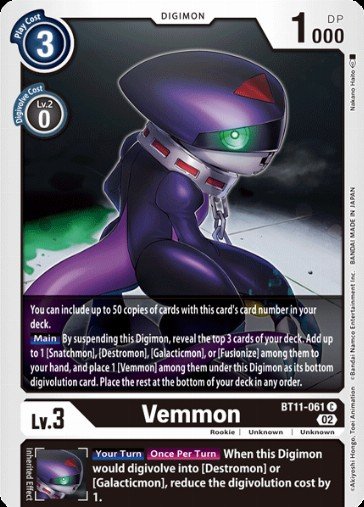 Play Cost
3
DIGIMON
DP
1000
Digivolve Cost
Lv.2
0
Nakano Haito
©Akiyoshi Hongo, Toei Animation ©Bandai Namco Entertainment Inc. BANDAI MADE IN JAPAN
You can include up to 50 copies of cards with this card's card number in your
deck.
Main By suspending this Digimon, reveal the top 3 cards of your deck. Add up
to 1 [Snatchmon], [Destromon], [Galacticmon], or [Fusionize] among them to
your hand, and place 1 [Vemmon] among them under this Digimon as its bottom
digivolution card. Place the rest at the bottom of your deck in any order.
BT11-061 C
Lv.3
Vemmon
02
Rookie | Unknown | Unknown
Inherited Effect
Your Turn Once Per Turn When this Digimon
would digivolve into [Destromon] or
[Galacticmon], reduce the digivolution cost by
1.